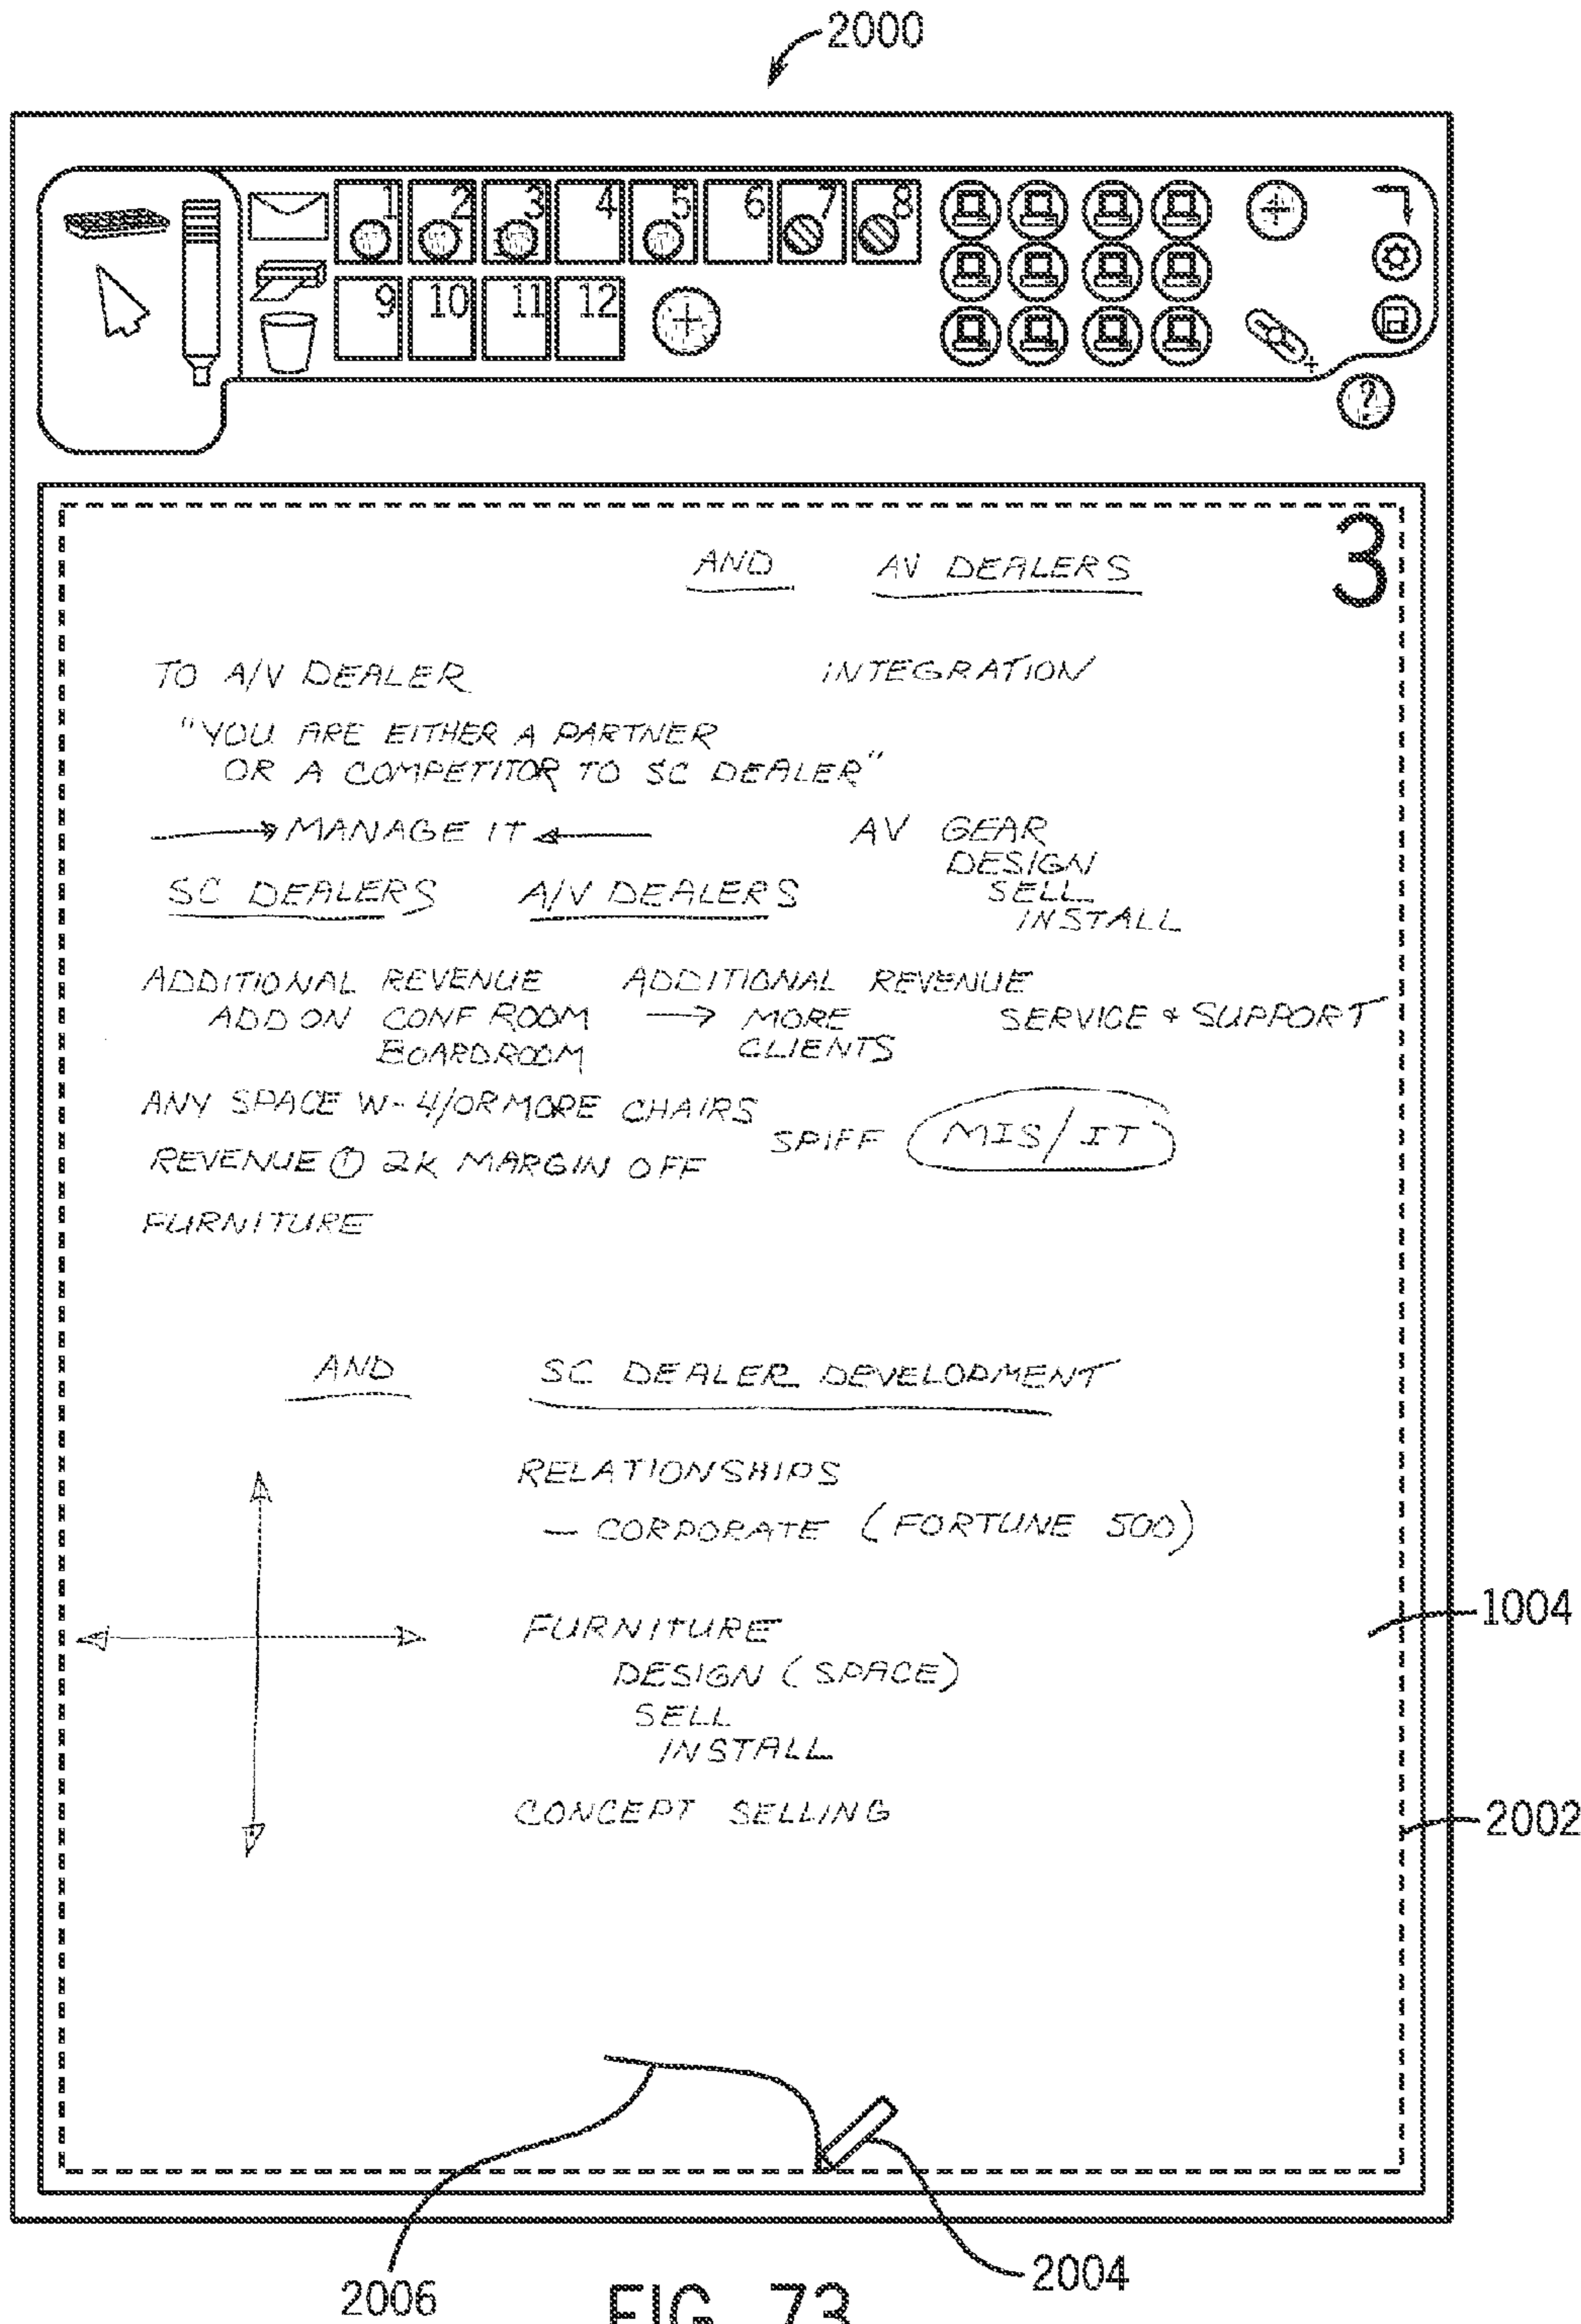 2000
1 2 3 4 5 6 7 8
9 10 11 12
?
3
AND AV DEALERS
TO A/V DEALER INTEGRATION
"YOU ARE EITHER A PARTNER
OR A COMPETITOR TO SC DEALER"
MANAGE IT AV GEAR
DESIGN
SC DEALERS A/V DEALERS SELL
INSTALL
ADDITIONAL REVENUE ADDITIONAL REVENUE
ADD ON CONF ROOM → MORE SERVICE & SUPPORT
BOARDROOM CLIENTS
ANY SPACE W- 4/OR MORE CHAIRS
SPIFF MIS/IT
REVENUE ① 2K MARGIN OFF
FURNITURE
AND SC DEALER DEVELOPMENT
RELATIONSHIPS
— CORPORATE (FORTUNE 500)
1004
FURNITURE
DESIGN (SPACE)
SELL
INSTALL
CONCEPT SELLING
2002
2004
2006
FIG. 73